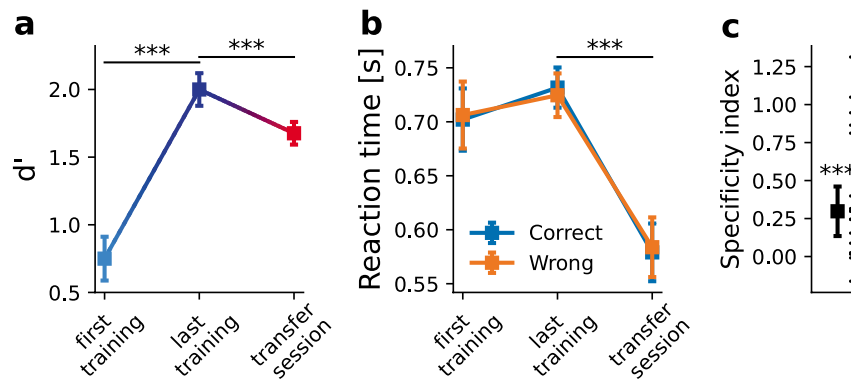 a
***
***
d'
2.0
1.5
1.0
0.5
first
training
last
training
transfer
session
b
***
Reaction time [s]
0.75
0.70
0.65
0.60
0.55
Correct
Wrong
first
training
last
training
transfer
session
c
Specificity index
1.25
1.00
0.75
0.50
0.25
0.00
***